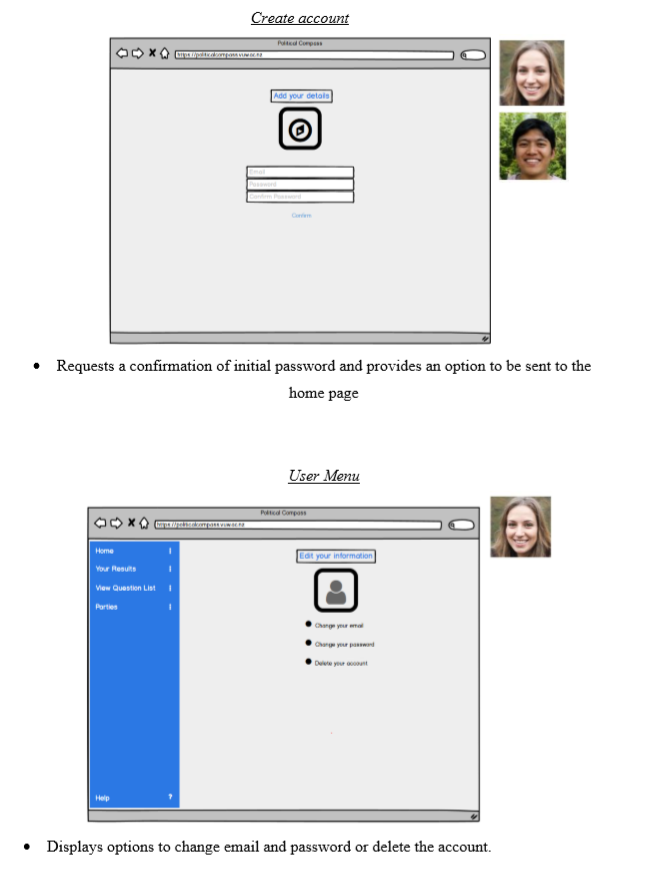 Create account
Political Compass
https://politicalcompass.vuw.ac.nz
Add your details
Email
Password
Confirm Password
Confirm
• Requests a confirmation of initial password and provides an option to be sent to the
home page
User Menu
Political Compass
https://politicalcompass.vuw.ac.nz
Home
Your Results
View Question List
Parties
Help ?
Edit your information
• Change your email
• Change your password
• Delete your account
• Displays options to change email and password or delete the account.